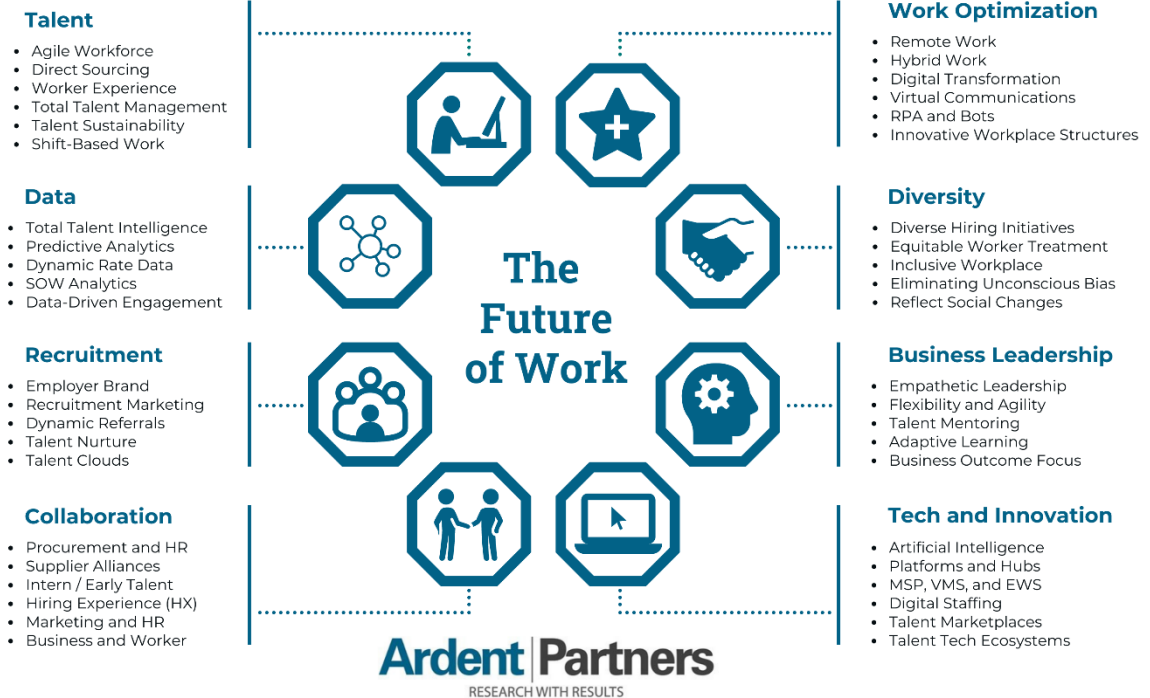 Talent
• Agile Workforce
• Direct Sourcing
• Worker Experience
• Total Talent Management
• Talent Sustainability
• Shift-Based Work
Data
• Total Talent Intelligence
• Predictive Analytics
• Dynamic Rate Data
• SOW Analytics
• Data-Driven Engagement
Recruitment
• Employer Brand
• Recruitment Marketing
• Dynamic Referrals
• Talent Nurture
• Talent Clouds
Collaboration
• Procurement and HR
• Supplier Alliances
• Intern / Early Talent
• Hiring Experience (HX)
• Marketing and HR
• Business and Worker
The
Future
of Work
Work Optimization
• Remote Work
• Hybrid Work
• Digital Transformation
• Virtual Communications
• RPA and Bots
• Innovative Workplace Structures
Diversity
• Diverse Hiring Initiatives
• Equitable Worker Treatment
• Inclusive Workplace
• Eliminating Unconscious Bias
• Reflect Social Changes
Business Leadership
• Empathetic Leadership
• Flexibility and Agility
• Talent Mentoring
• Adaptive Learning
• Business Outcome Focus
Tech and Innovation
• Artificial Intelligence
• Platforms and Hubs
• MSP, VMS, and EWS
• Digital Staffing
• Talent Marketplaces
• Talent Tech Ecosystems
Ardent Partners
RESEARCH WITH RESULTS